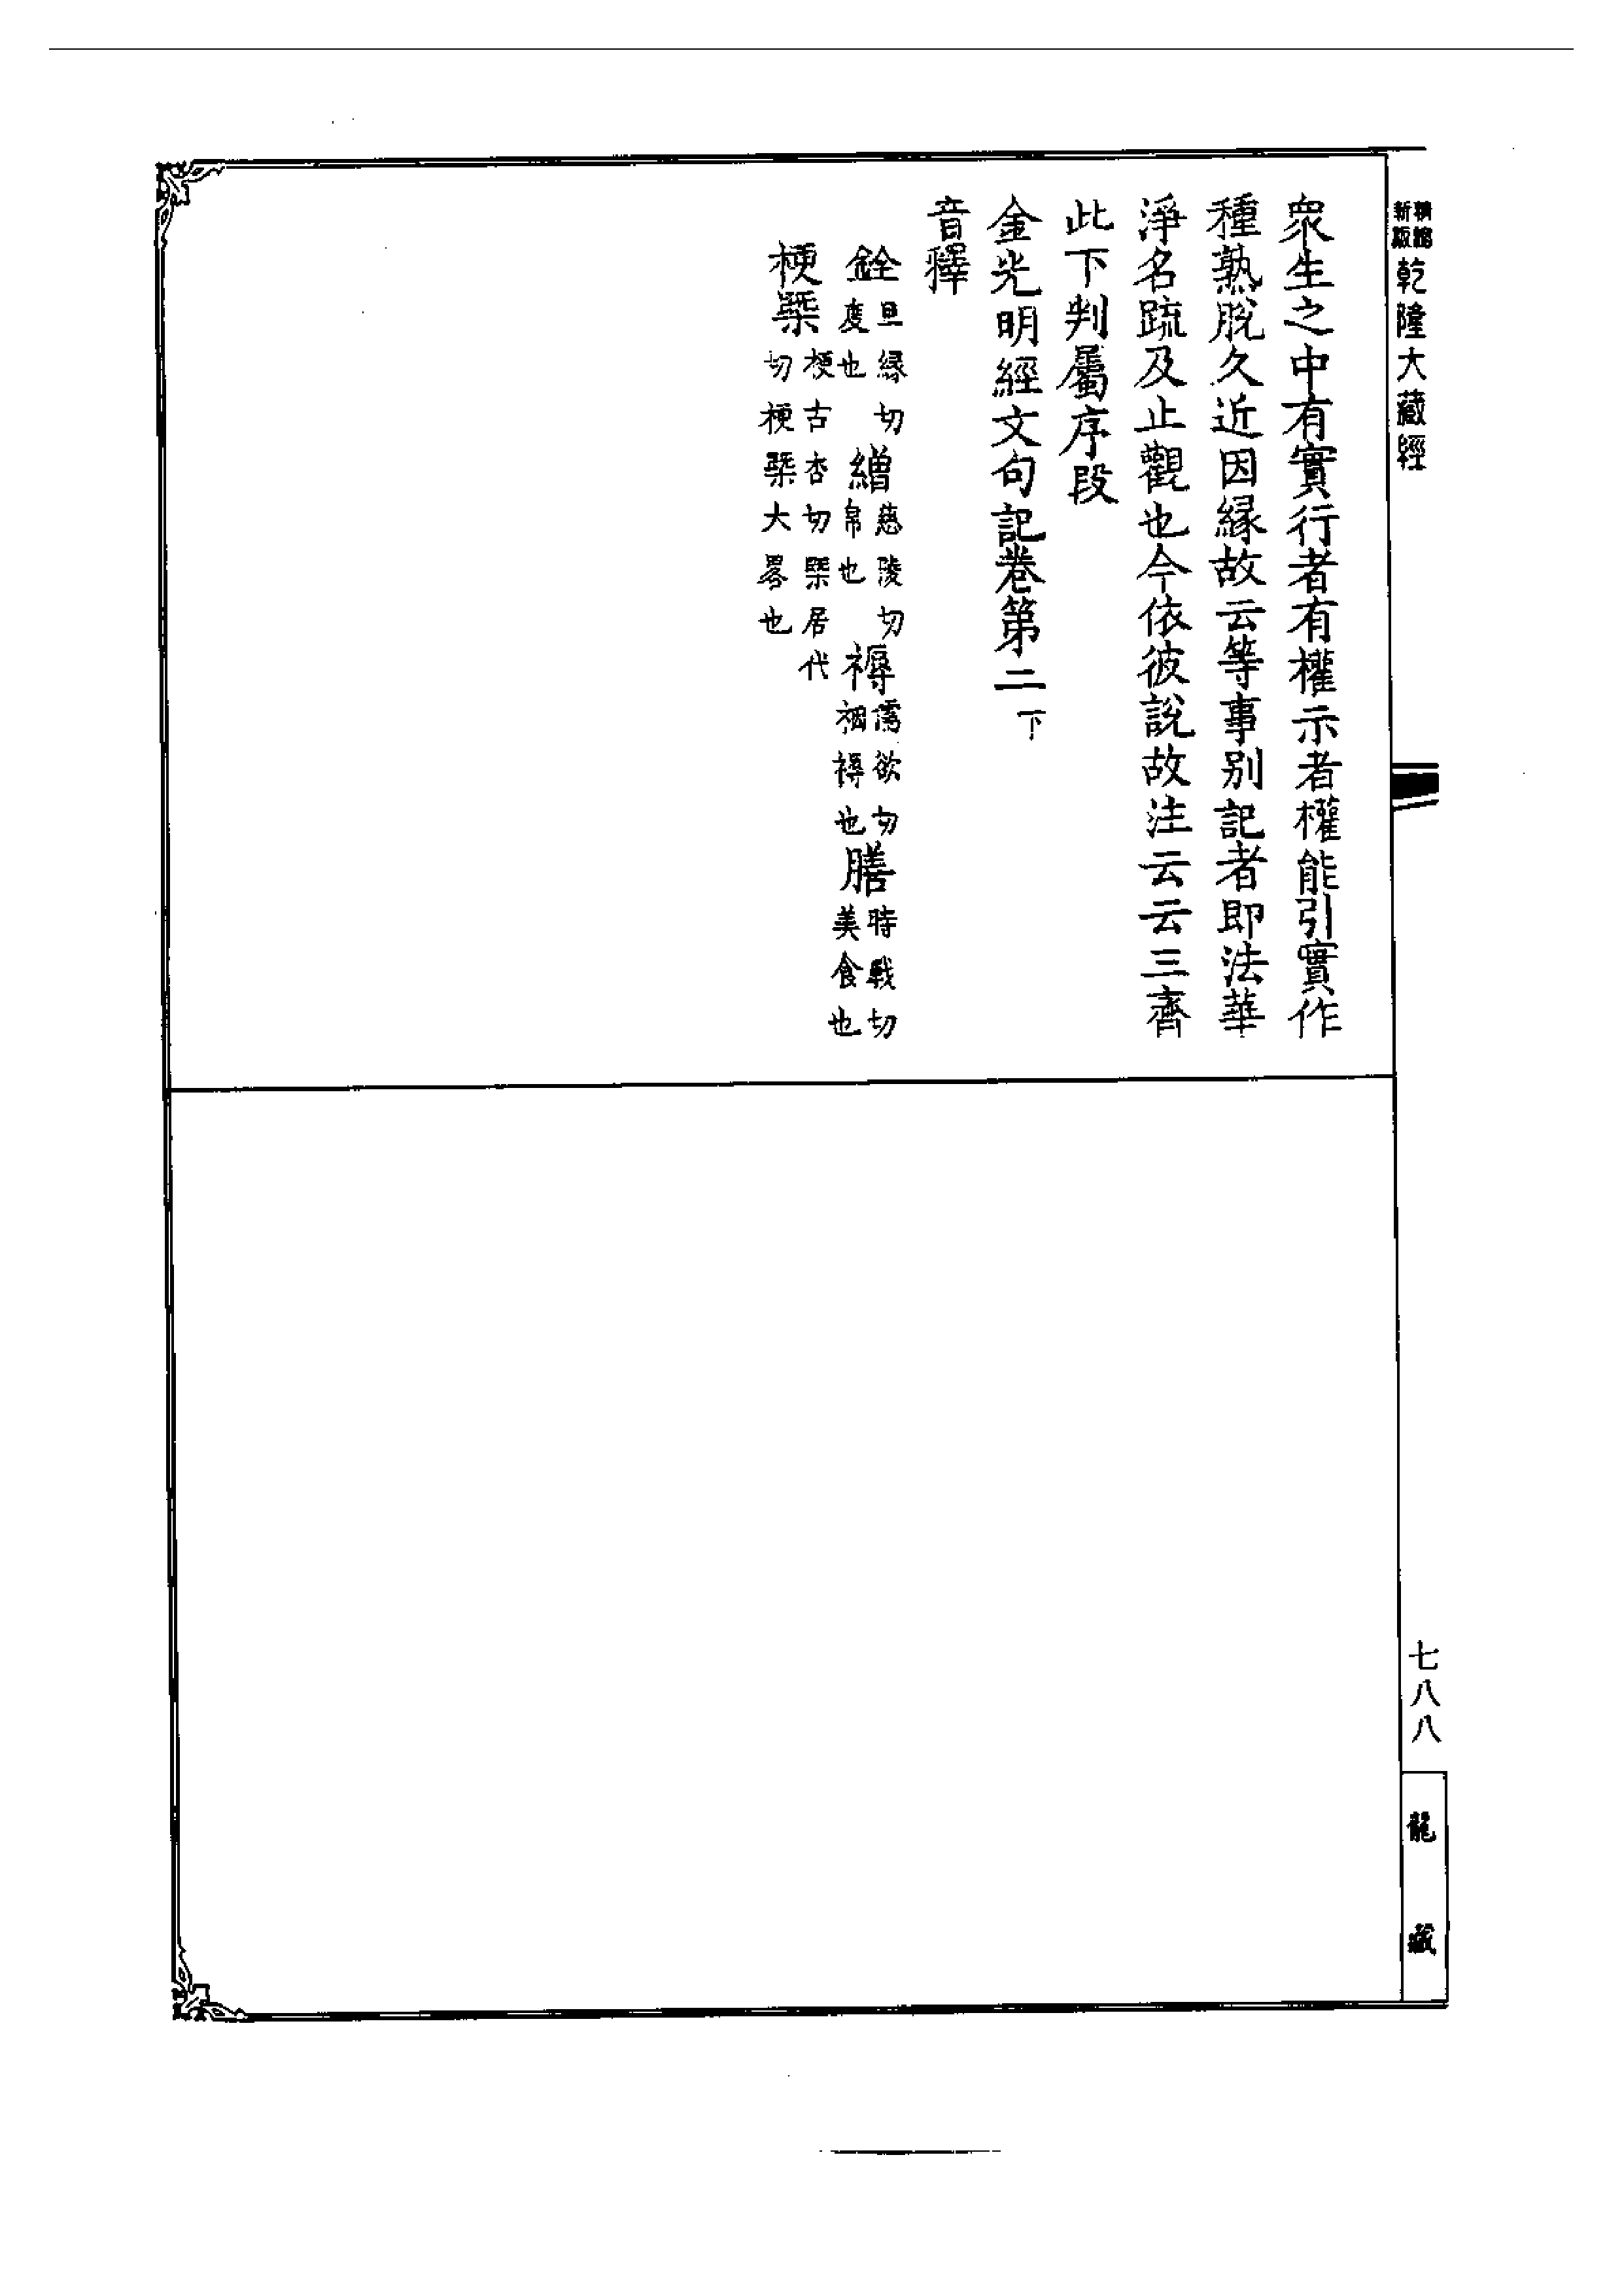 新版 精縮 乾隆大藏經
衆生之中有實行者有權示者權能引實作
種熟脫久近因緣故云等事别記者即法華
淨名疏及止觀也今依彼說故注云云三齊
此下判屬序段
金光明經文句記卷第二下
音釋
銓 旦縁切度也 繒 慈陵切帛也 褥 儒欲切裀褥也 膳 時戰切美食也
梗槩 梗古杏切槩居代切梗槩大畧也
七八八
龍藏